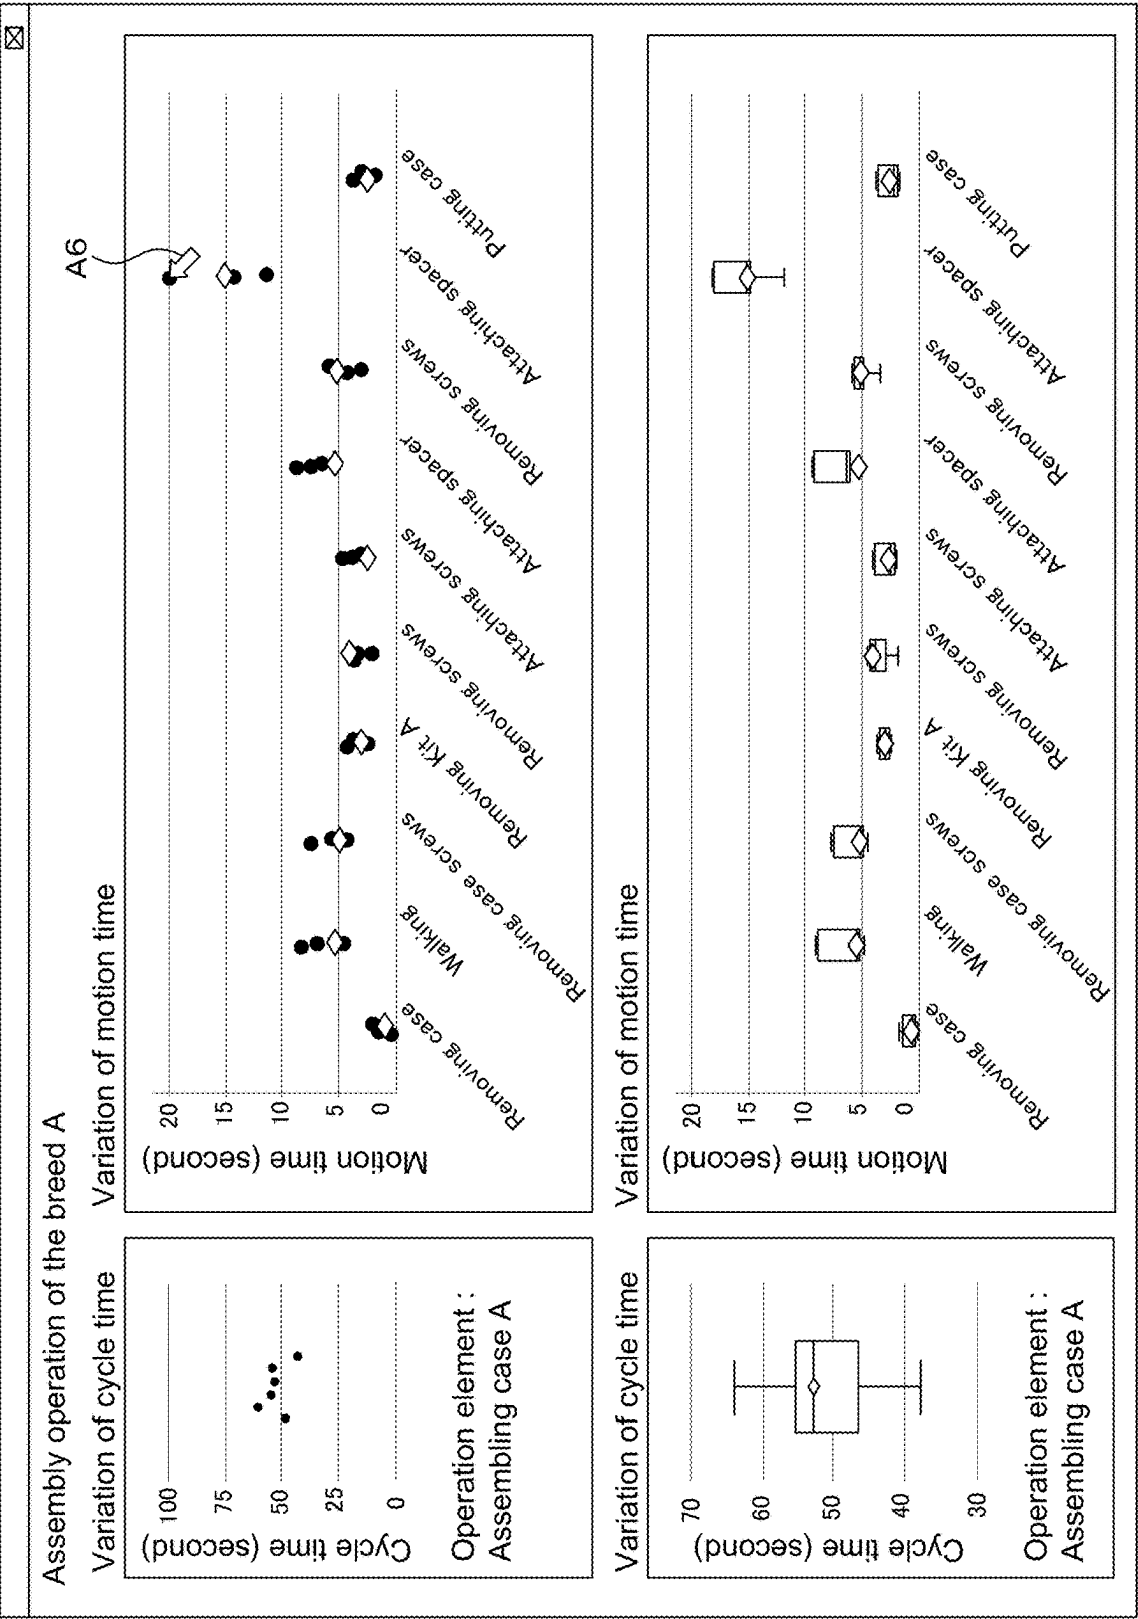 Assembly operation of the breed A
Variation of cycle time
Cycle time (second)
100
75
50
25
0
Operation element :
Assembling case A
Variation of motion time
Motion time (second)
20
15
10
5
0
Removing case
Walking
Removing case screws
Removing Kit A
Removing screws
Attaching screws
Attaching spacer
Removing screws
Attaching spacer
Putting case
A6
Variation of cycle time
Cycle time (second)
70
60
50
40
30
Operation element :
Assembling case A
Variation of motion time
Motion time (second)
20
15
10
5
0
Removing case
Walking
Removing case screws
Removing Kit A
Removing screws
Attaching screws
Attaching spacer
Removing screws
Attaching spacer
Putting case